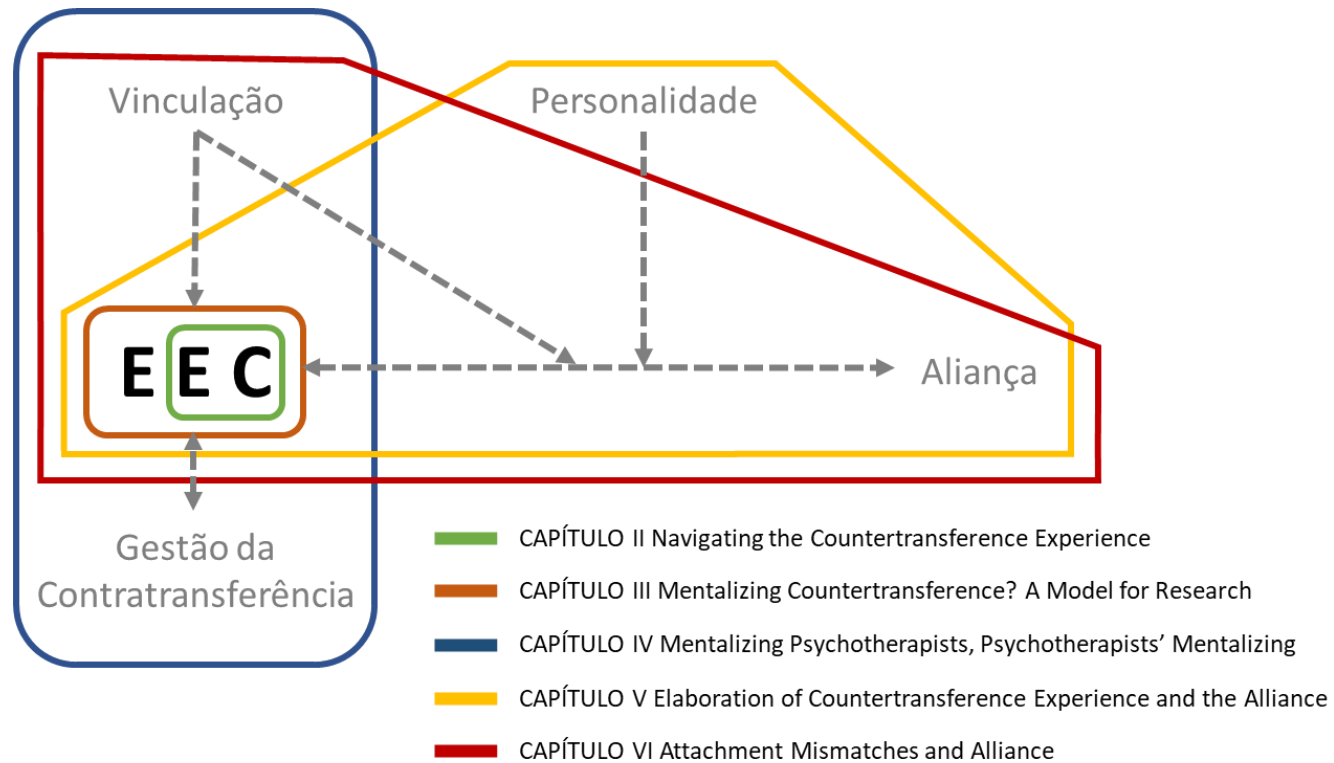 Vinculação
Personalidade
E E C
Aliança
Gestão da
Contratransferência
CAPÍTULO II Navigating the Countertransference Experience
CAPÍTULO III Mentalizing Countertransference? A Model for Research
CAPÍTULO IV Mentalizing Psychotherapists, Psychotherapists’ Mentalizing
CAPÍTULO V Elaboration of Countertransference Experience and the Alliance
CAPÍTULO VI Attachment Mismatches and Alliance